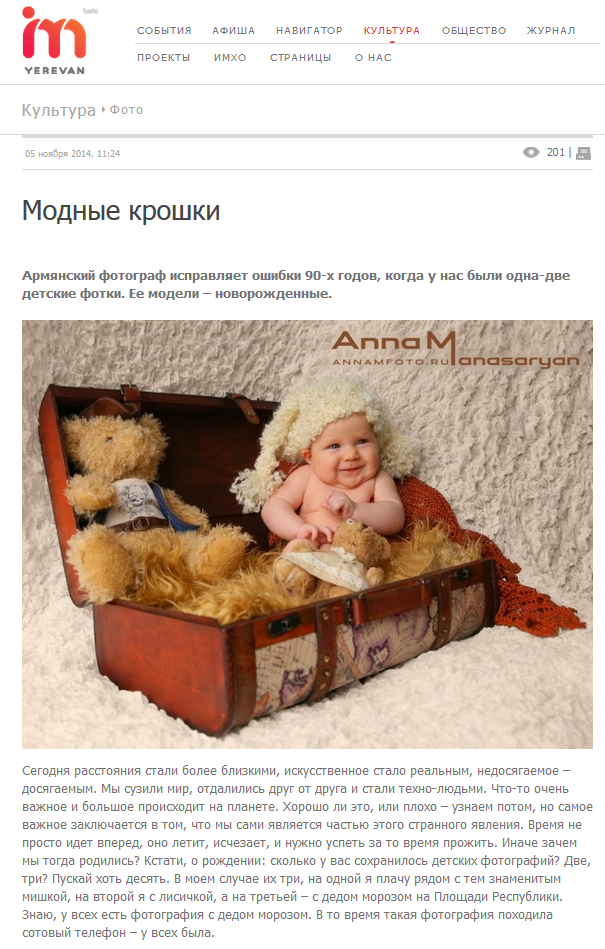 beta
im
YEREVAN
СОБЫТИЯ АФИША НАВИГАТОР КУЛЬТУРА ОБЩЕСТВО ЖУРНАЛ
ПРОЕКТЫ ИМХО СТРАНИЦЫ О НАС
Культура Фото
05 ноября 2014, 11:24 201 |
Модные крошки
Армянский фотограф исправляет ошибки 90-х годов, когда у нас были одна-две
детские фотки. Ее модели – новорожденные.
Anna Manasaryan
ANNAMFOTO.RU
Сегодня расстояния стали более близкими, искусственное стало реальным, недосягаемое –
досягаемым. Мы сузили мир, отдалились друг от друга и стали техно-людьми. Что-то очень
важное и большое происходит на планете. Хорошо ли это, или плохо – узнаем потом, но самое
важное заключается в том, что мы сами является частью этого странного явления. Время не
просто идет вперед, оно летит, исчезает, и нужно успеть за то время прожить. Иначе зачем
мы тогда родились? Кстати, о рождении: сколько у вас сохранилось детских фотографий? Две,
три? Пускай хоть десять. В моем случае их три, на одной я плачу рядом с тем знаменитым
мишкой, на второй я с лисичкой, а на третьей – с дедом морозом на Площади Республики.
Знаю, у всех есть фотография с дедом морозом. В то время такая фотография походила
сотовый телефон – у всех была.